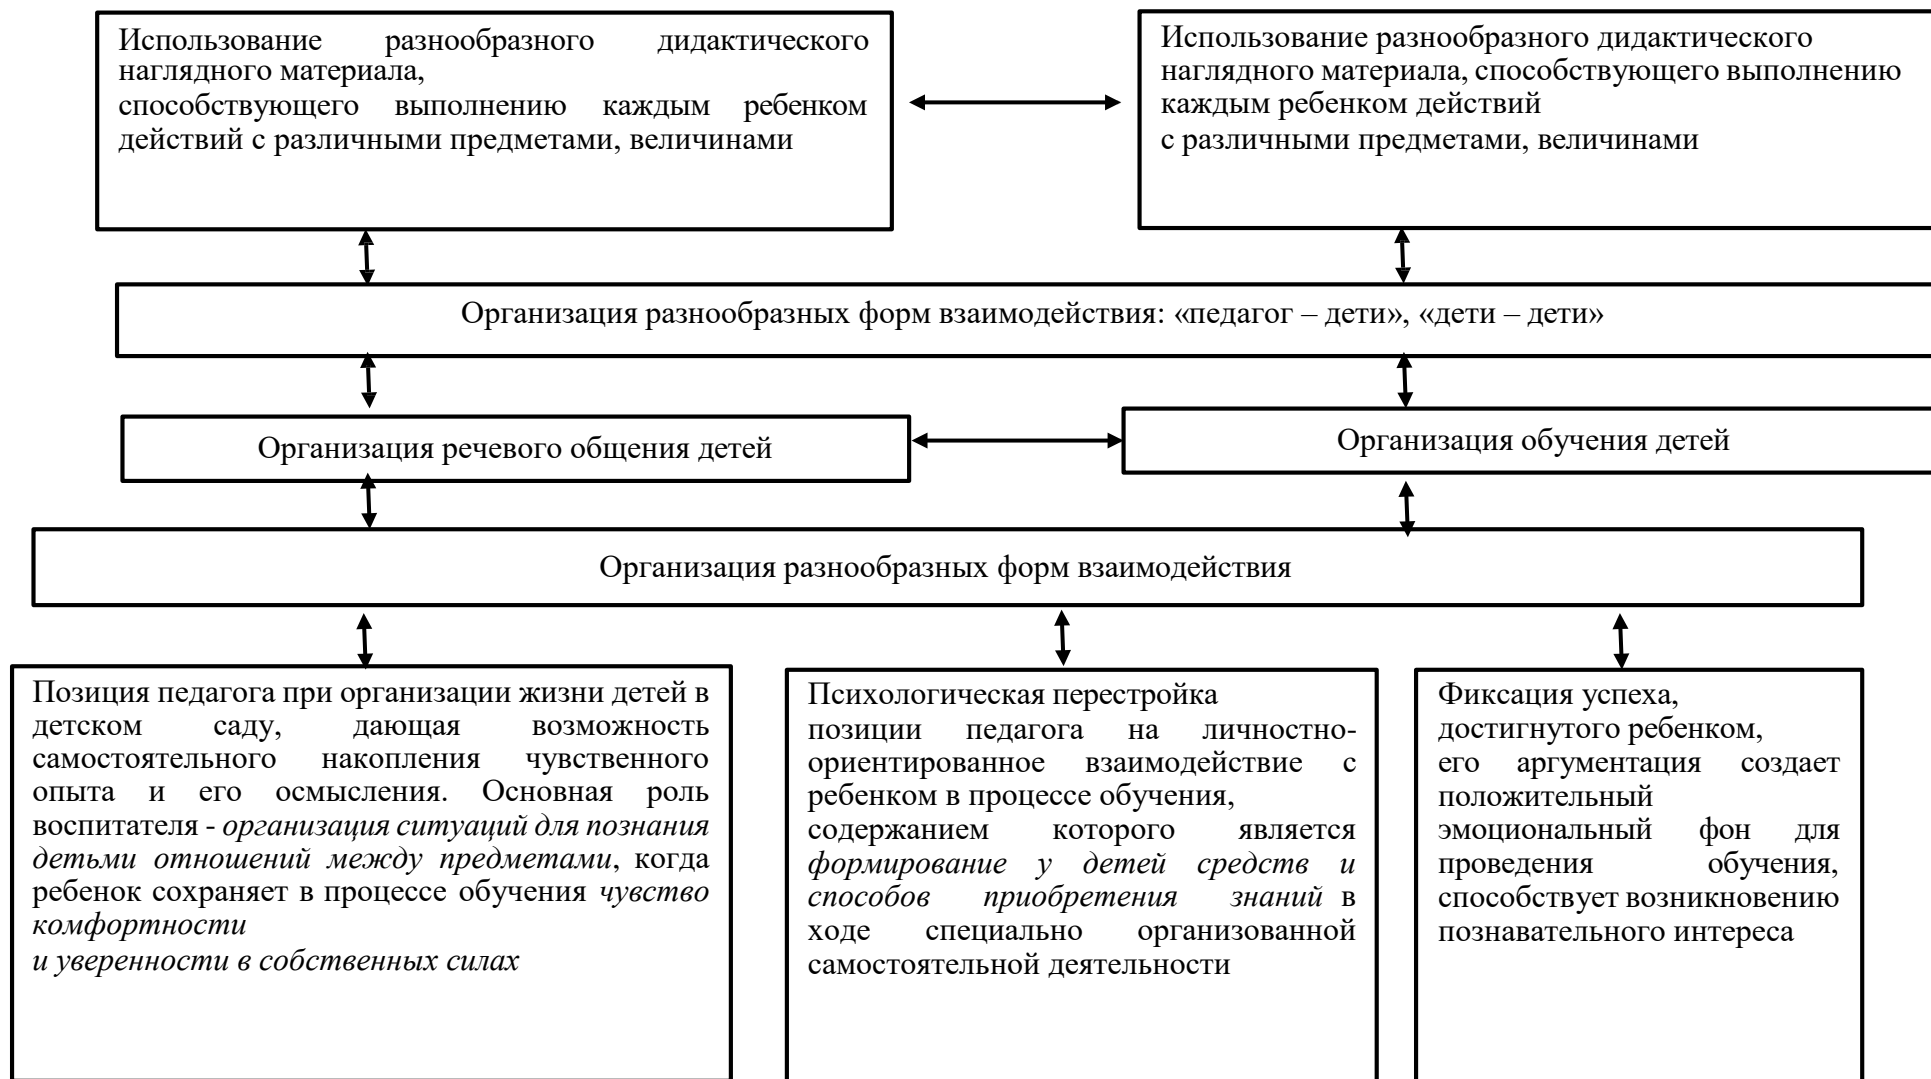 Использование разнообразного дидактического
наглядного материала,
способствующего выполнению каждым ребенком
действий с различными предметами, величинами
Использование разнообразного дидактического
наглядного материала, способствующего выполнению
каждым ребенком действий
с различными предметами, величинами
Организация разнообразных форм взаимодействия: «педагог – дети», «дети – дети»
Организация речевого общения детей
Организация обучения детей
Организация разнообразных форм взаимодействия
Позиция педагога при организации жизни детей в
детском саду, дающая возможность
самостоятельного накопления чувственного
опыта и его осмысления. Основная роль
воспитателя - организация ситуаций для познания
детьми отношений между предметами, когда
ребенок сохраняет в процессе обучения чувство
комфортности
и уверенности в собственных силах
Психологическая перестройка
позиции педагога на личностно-
ориентированное взаимодействие с
ребенком в процессе обучения,
содержанием которого является
формирование у детей средств и
способов приобретения знаний в
ходе специально организованной
самостоятельной деятельности
Фиксация успеха,
достигнутого ребенком,
его аргументация создает
положительный
эмоциональный фон для
проведения обучения,
способствует возникновению
познавательного интереса